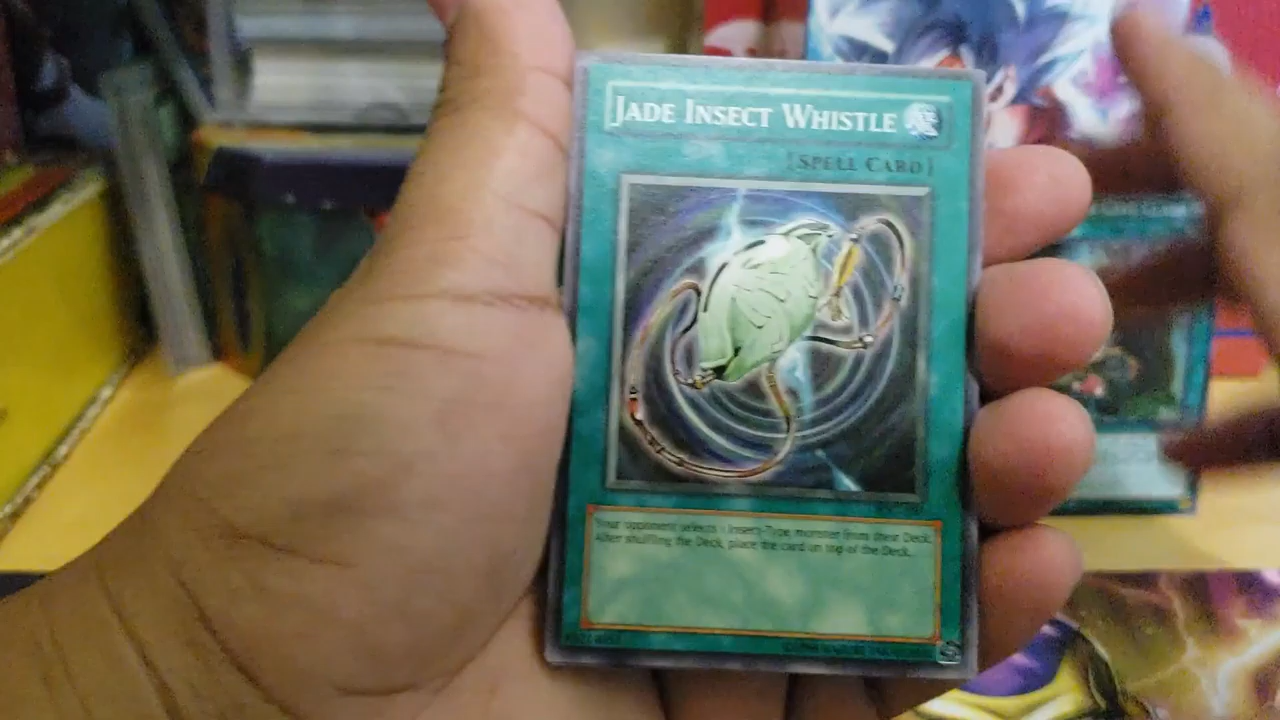 JADE INSECT WHISTLE
[SPELL CARD]
Your opponent selects 1 Insect-Type monster from their Deck.
After shuffling the Deck, place the card on top of the Deck.